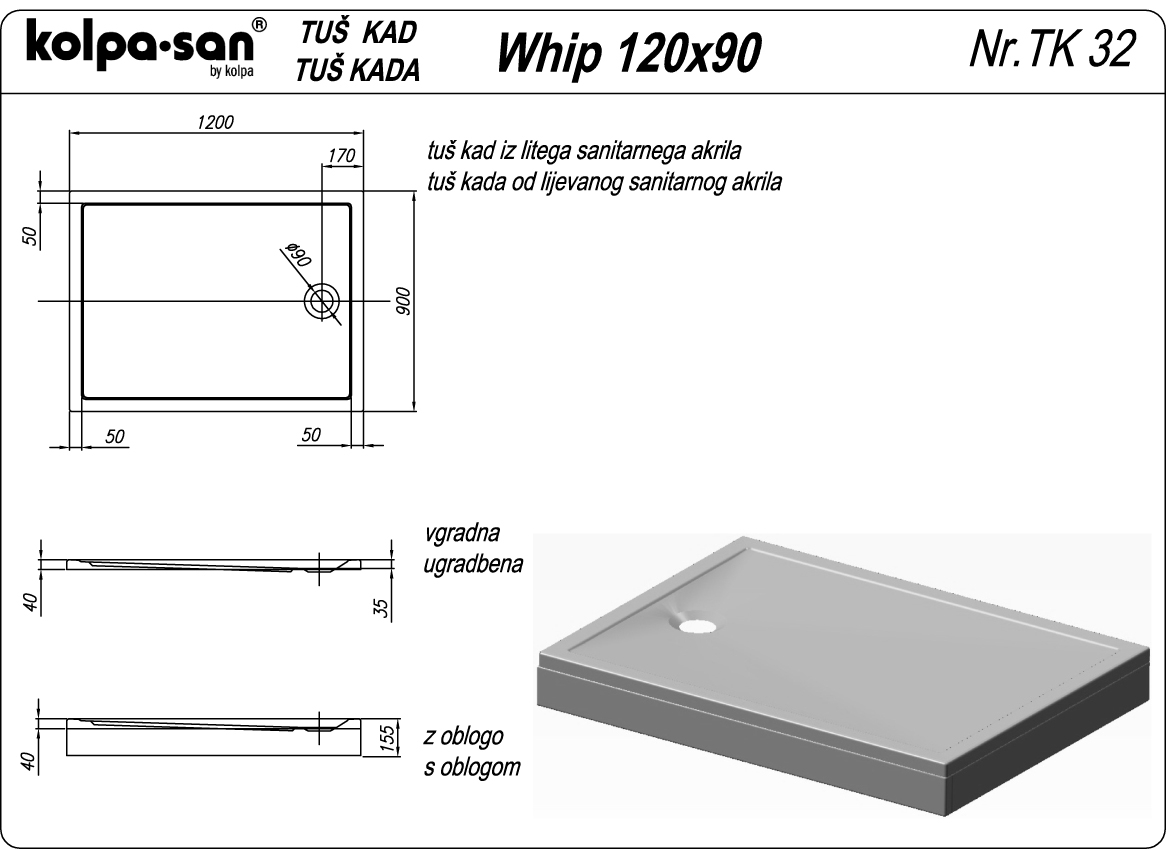 kolpa·san®
by kolpa
TUŠ KAD
TUŠ KADA
Whip 120x90
Nr.TK 32
1200
170
tuš kad iz litega sanitarnega akrila
tuš kada od lijevanog sanitarnog akrila
50
ø90
900
50
50
vgradna
ugradbena
40
35
z oblogo
s oblogom
40
155